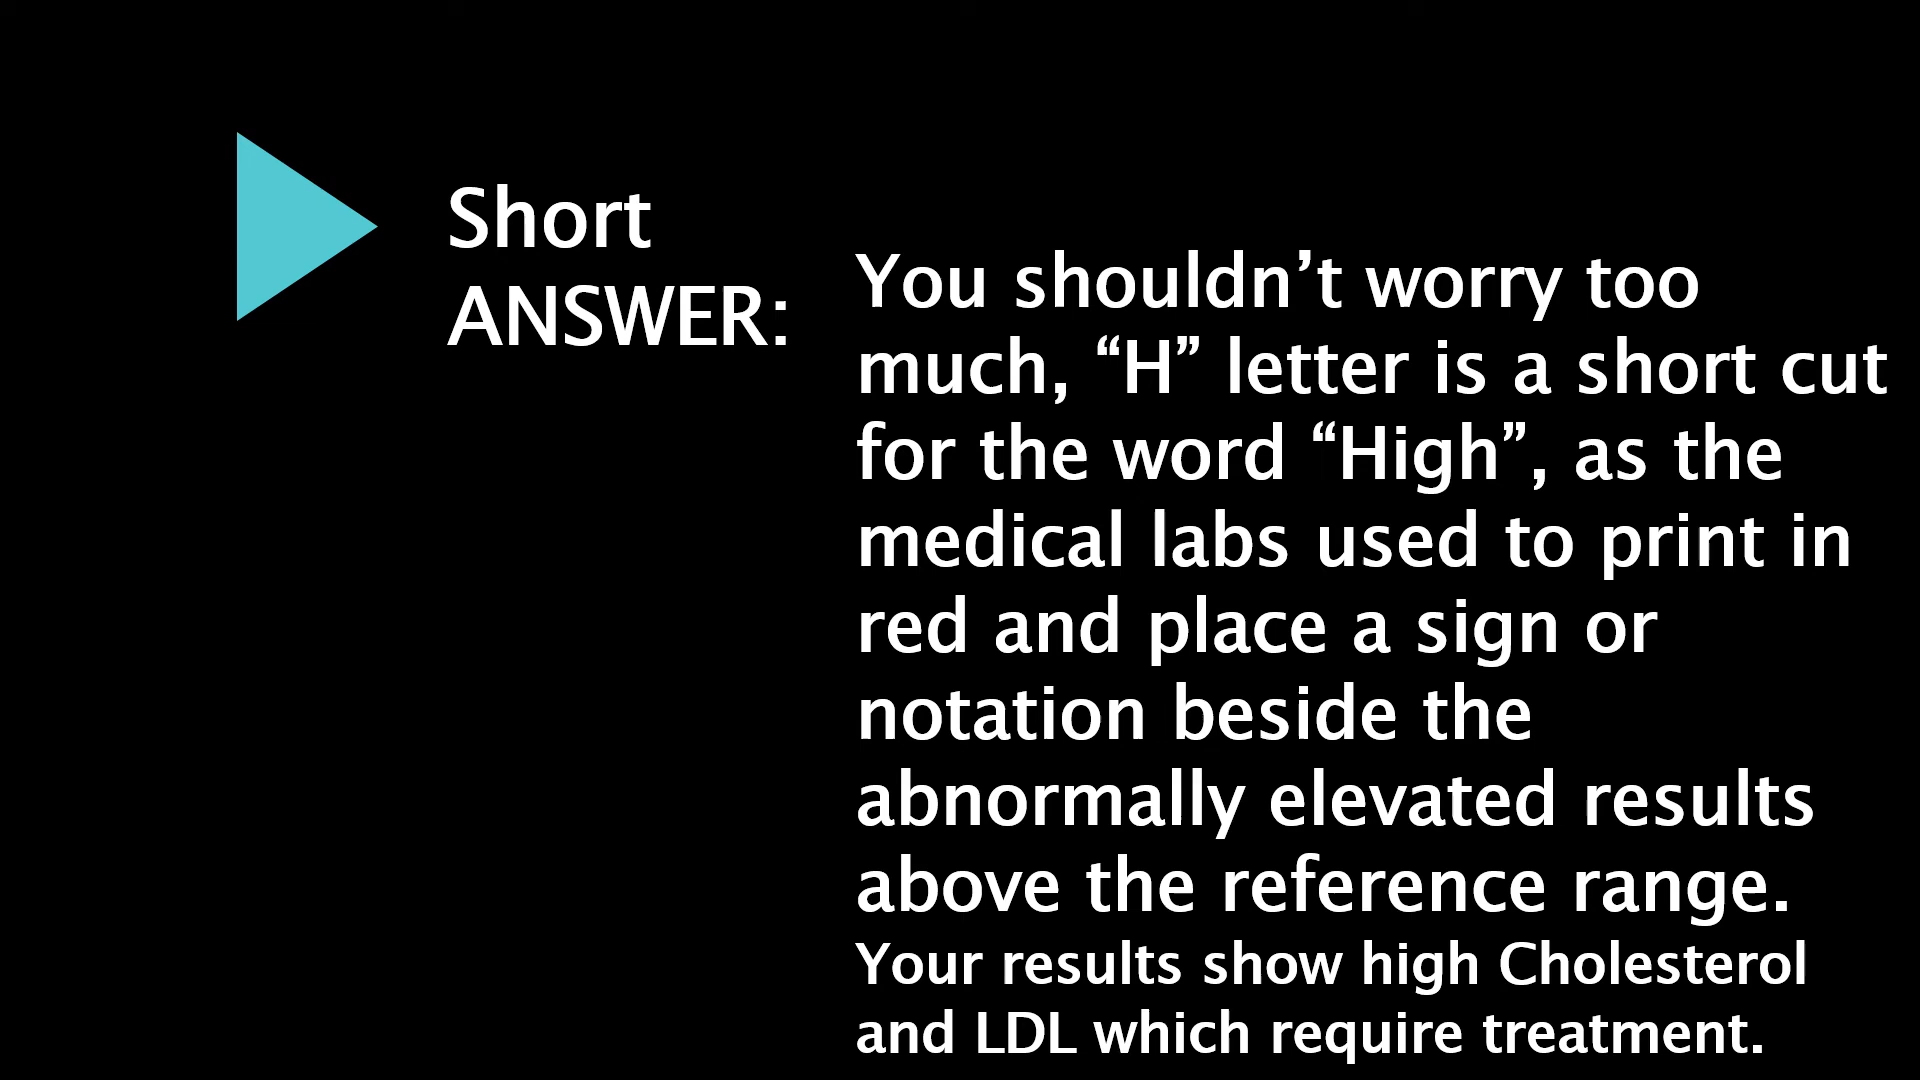 Short
ANSWER:
You shouldn’t worry too
much, “H” letter is a short cut
for the word “High”, as the
medical labs used to print in
red and place a sign or
notation beside the
abnormally elevated results
above the reference range.
Your results show high Cholesterol
and LDL which require treatment.